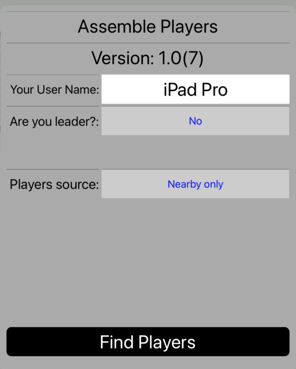 Assemble Players
Version: 1.0(7)
Your User Name: iPad Pro
Are you leader?: No
Players source: Nearby only
Find Players